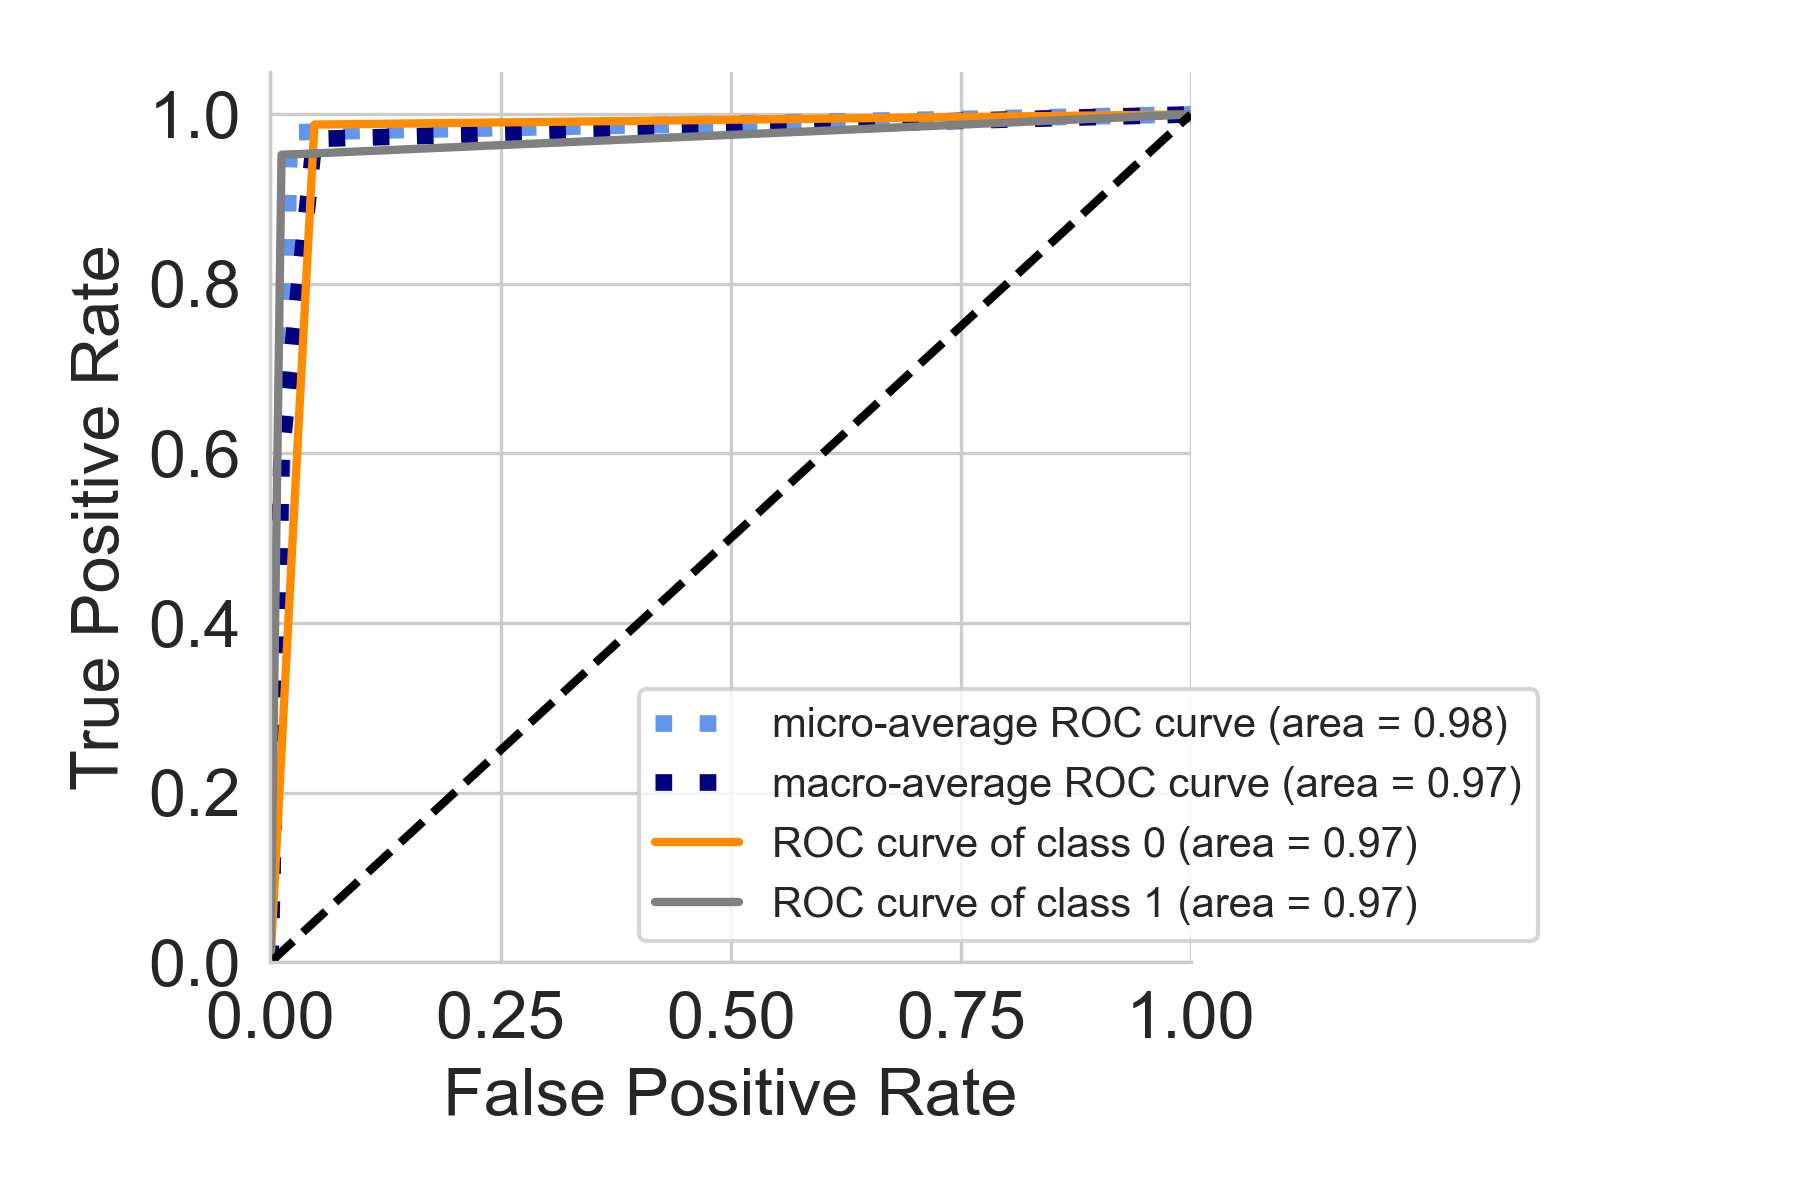 True Positive Rate
1.0
0.8
0.6
0.4
0.2
0.0
0.00 0.25 0.50 0.75 1.00
False Positive Rate
micro-average ROC curve (area = 0.98)
macro-average ROC curve (area = 0.97)
ROC curve of class 0 (area = 0.97)
ROC curve of class 1 (area = 0.97)